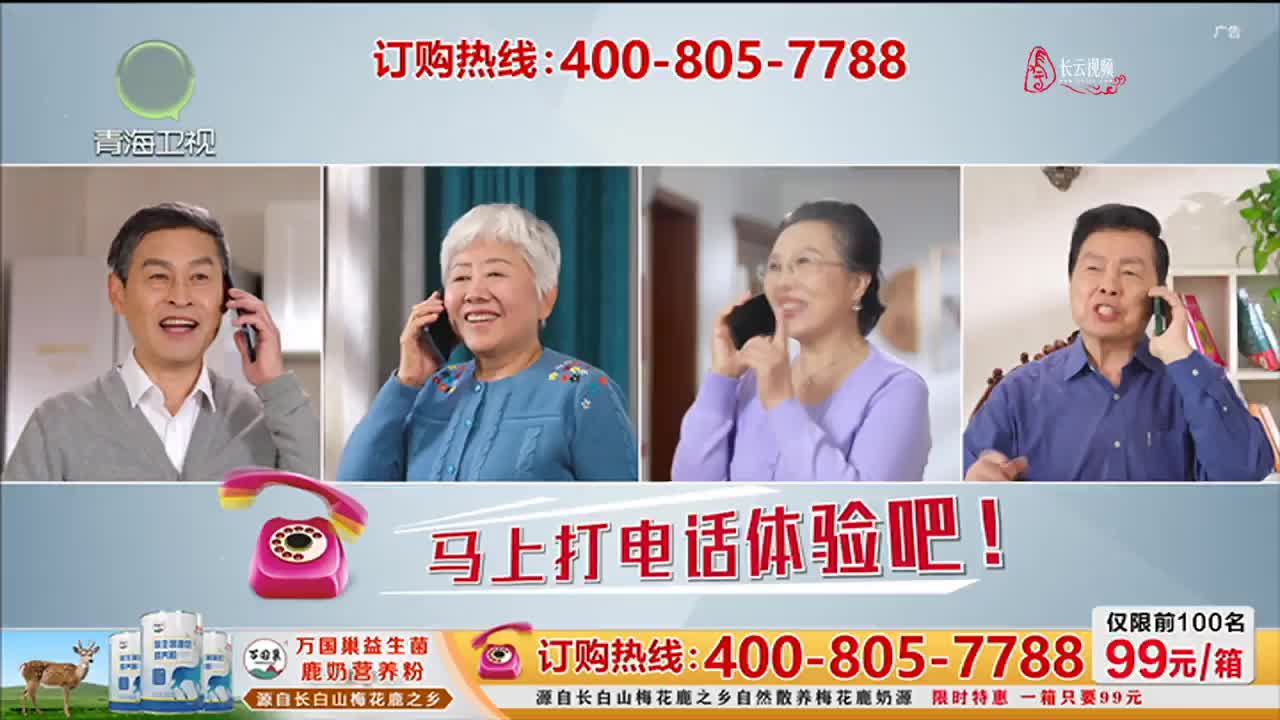 订购热线:400-805-7788
广告
长云视频
青海卫视
马上打电话体验吧!
万国巢
万国巢益生菌
鹿奶营养粉
源自长白山梅花鹿之乡
订购热线:400-805-7788
仅限前100名
99元/箱
源自长白山梅花鹿之乡自然散养梅花鹿奶源 限时特惠 一箱只要99元